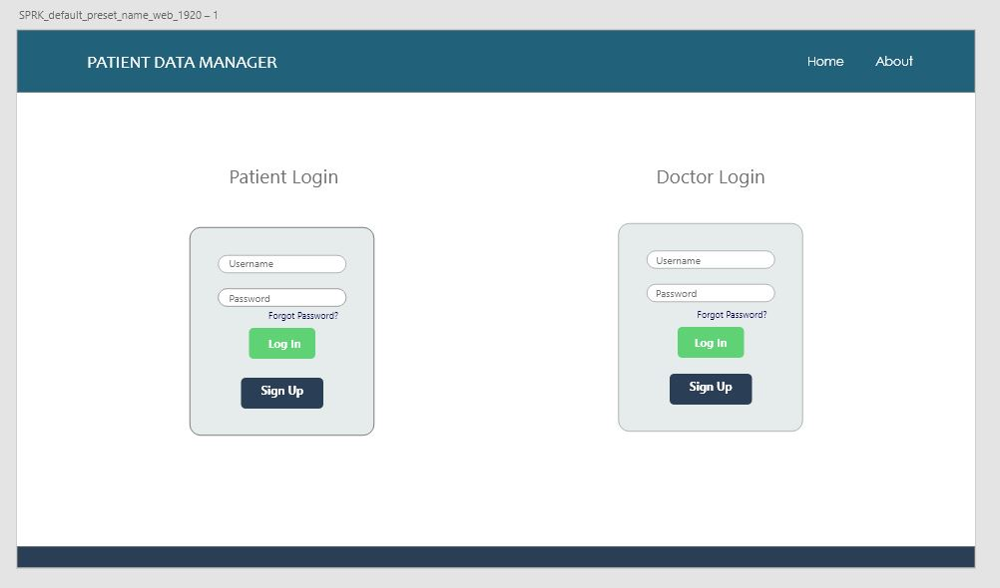 SPRK_default_preset_name_web_1920 – 1
PATIENT DATA MANAGER
Home
About
Patient Login
Username
Password
Forgot Password?
Log In
Sign Up
Doctor Login
Username
Password
Forgot Password?
Log In
Sign Up